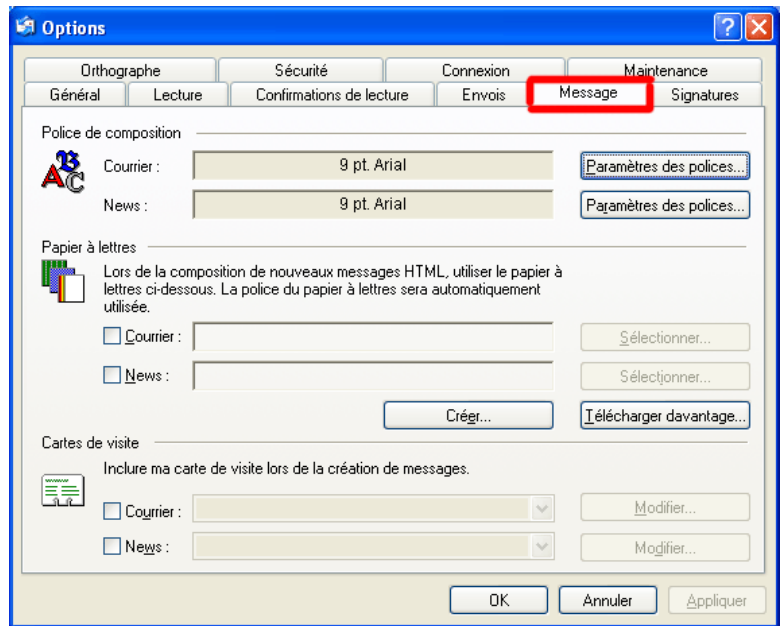 Options
Orthographe Sécurité Connexion Maintenance
Général Lecture Confirmations de lecture Envois Message Signatures
Police de composition
Courrier : 9 pt. Arial Paramètres des polices...
News : 9 pt. Arial Paramètres des polices...
Papier à lettres
Lors de la composition de nouveaux messages HTML, utiliser le papier à
lettres ci-dessous. La police du papier à lettres sera automatiquement
utilisée.
Courrier : Sélectionner...
News : Sélectionner...
Créer... Télécharger davantage...
Cartes de visite
Inclure ma carte de visite lors de la création de messages.
Courrier : Modifier...
News : Modifier...
OK Annuler Appliquer